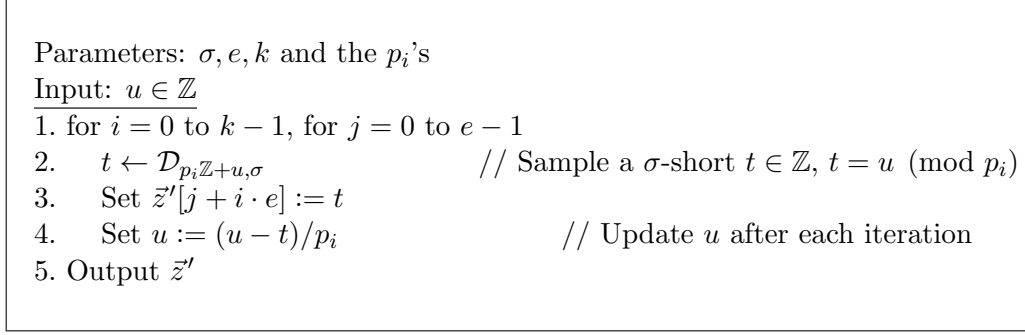 Parameters: σ, e, k and the p_i's
Input: u ∈ ℤ
1. for i = 0 to k − 1, for j = 0 to e − 1
2. t ← 𝒟_{p_iℤ+u,σ} // Sample a σ-short t ∈ ℤ, t = u (mod p_i)
3. Set z⃗′[j + i · e] := t
4. Set u := (u − t)/p_i // Update u after each iteration
5. Output z⃗′